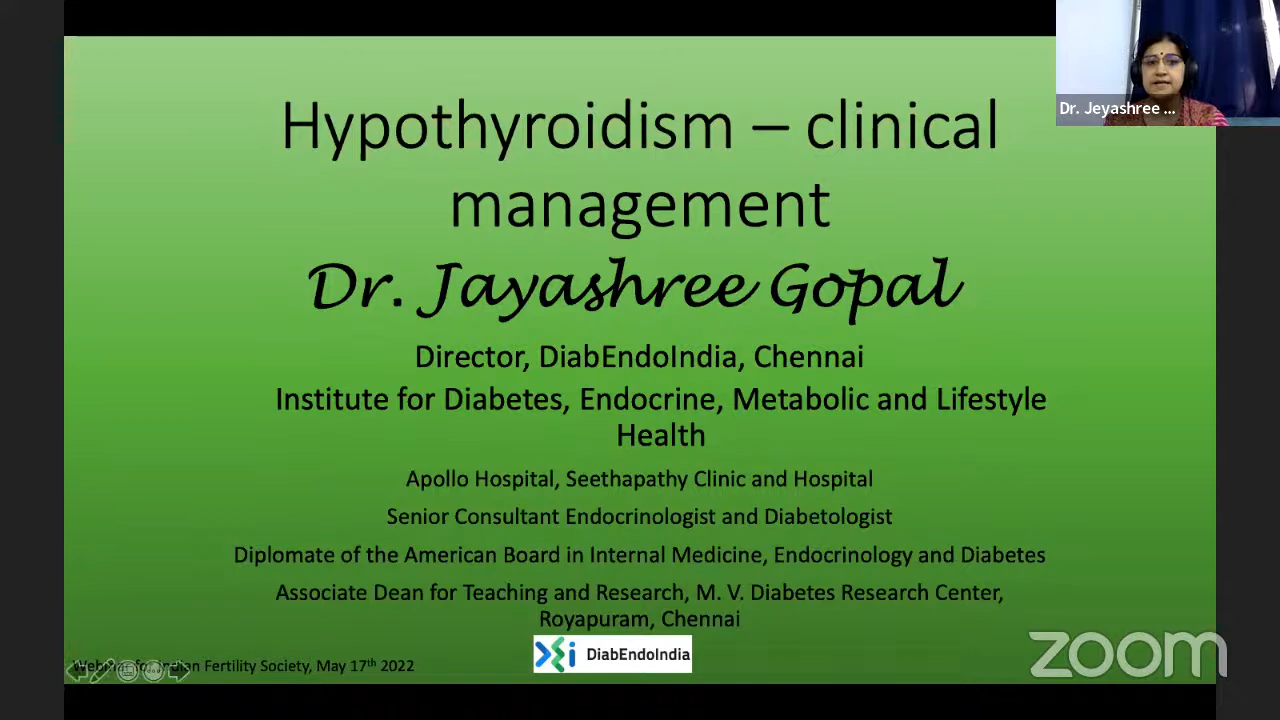 Dr. Jeyashree ...
Hypothyroidism – clinical
management
Dr. Jayashree Gopal
Director, DiabEndoIndia, Chennai
Institute for Diabetes, Endocrine, Metabolic and Lifestyle
Health
Apollo Hospital, Seethapathy Clinic and Hospital
Senior Consultant Endocrinologist and Diabetologist
Diplomate of the American Board in Internal Medicine, Endocrinology and Diabetes
Associate Dean for Teaching and Research, M. V. Diabetes Research Center,
Royapuram, Chennai
DiabEndoIndia
Webinar for Indian Fertility Society, May 17th 2022
zoom